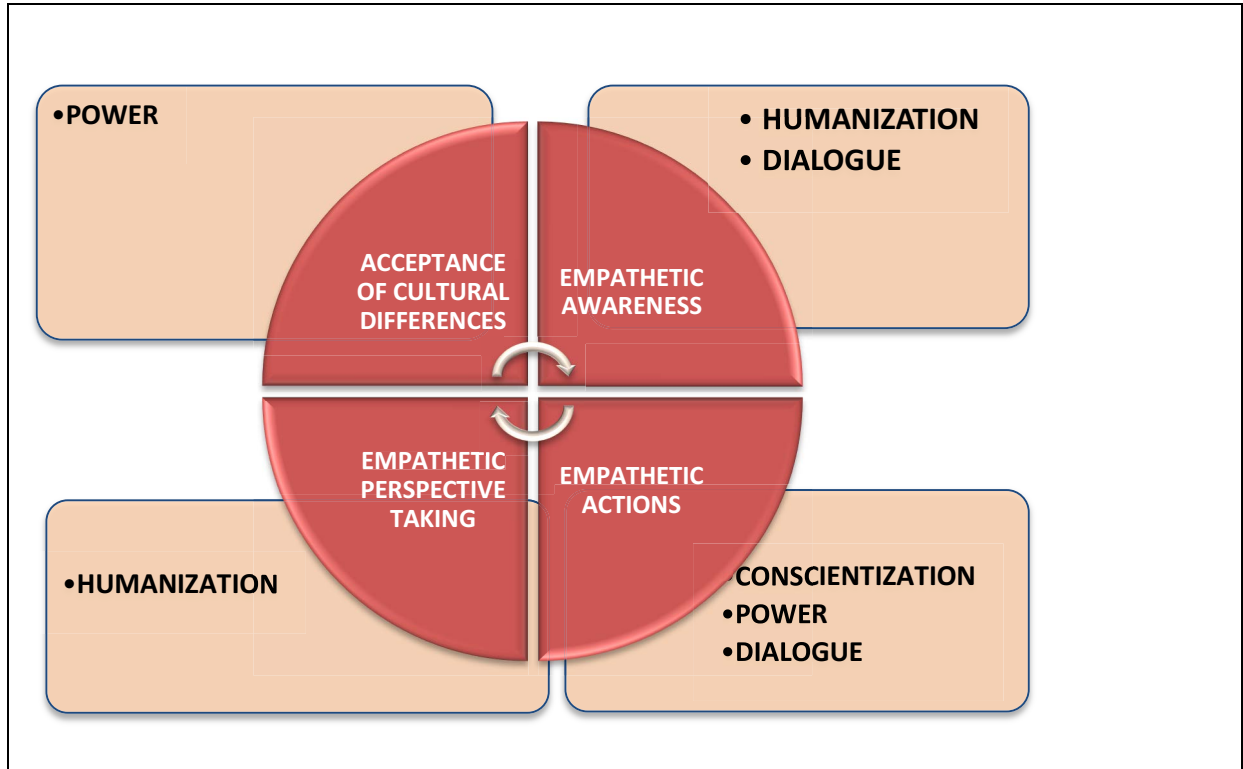 •POWER
• HUMANIZATION
• DIALOGUE
ACCEPTANCE
OF CULTURAL
DIFFERENCES
EMPATHETIC
AWARENESS
EMPATHETIC
PERSPECTIVE
TAKING
EMPATHETIC
ACTIONS
•HUMANIZATION
•CONSCIENTIZATION
•POWER
•DIALOGUE